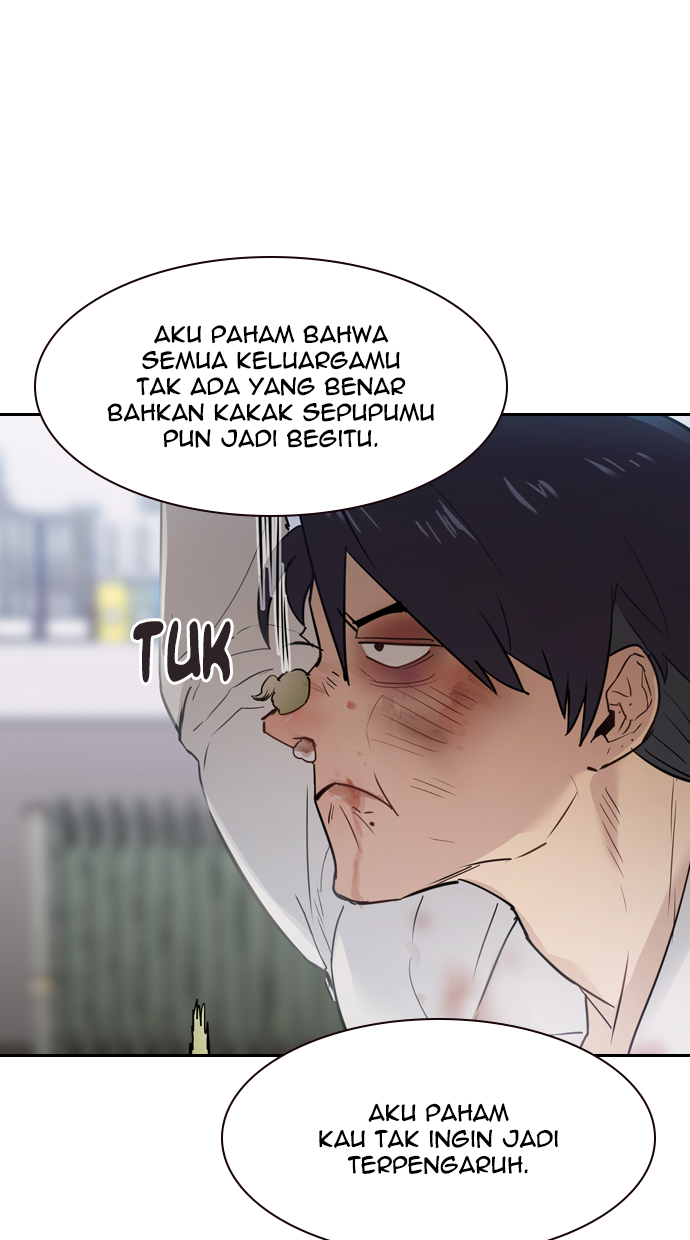 AKU PAHAM BAHWA
SEMUA KELUARGAMU
TAK ADA YANG BENAR
BAHKAN KAKAK SEPUPUMU
PUN JADI BEGITU.
TUK
AKU PAHAM
KAU TAK INGIN JADI
TERPENGARUH.